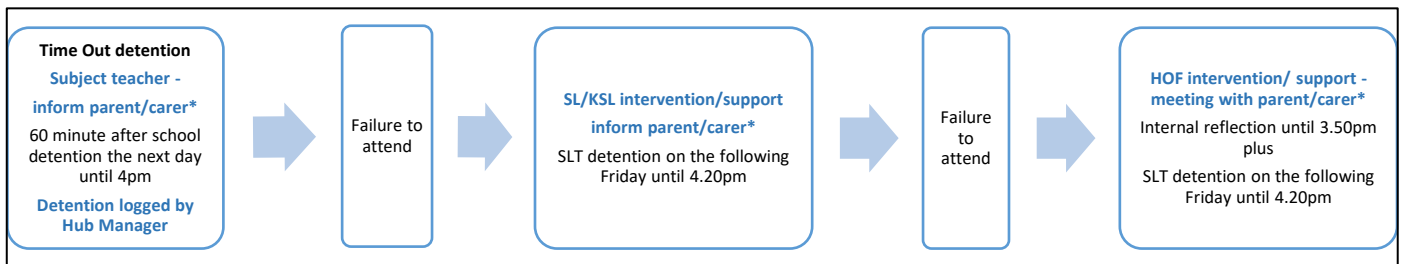 Time Out detention
Subject teacher -
inform parent/carer*
60 minute after school
detention the next day
until 4pm
Detention logged by
Hub Manager
Failure to
attend
SL/KSL intervention/support
inform parent/carer*
SLT detention on the following
Friday until 4.20pm
Failure
to
attend
HOF intervention/ support -
meeting with parent/carer*
Internal reflection until 3.50pm
plus
SLT detention on the following
Friday until 4.20pm